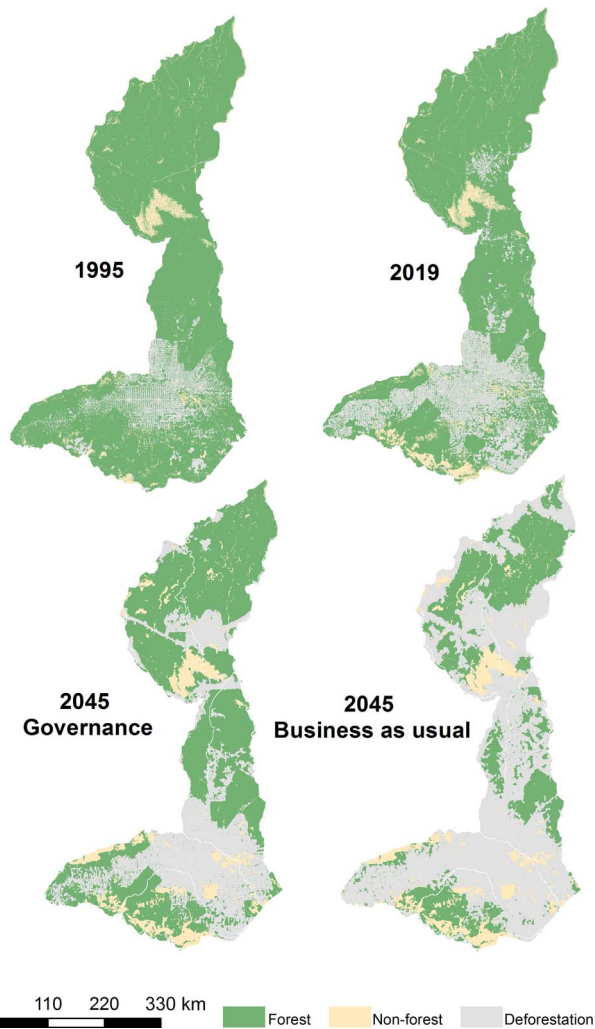 1995
2019
2045
Governance
2045
Business as usual
110 220 330 km
Forest Non-forest Deforestation